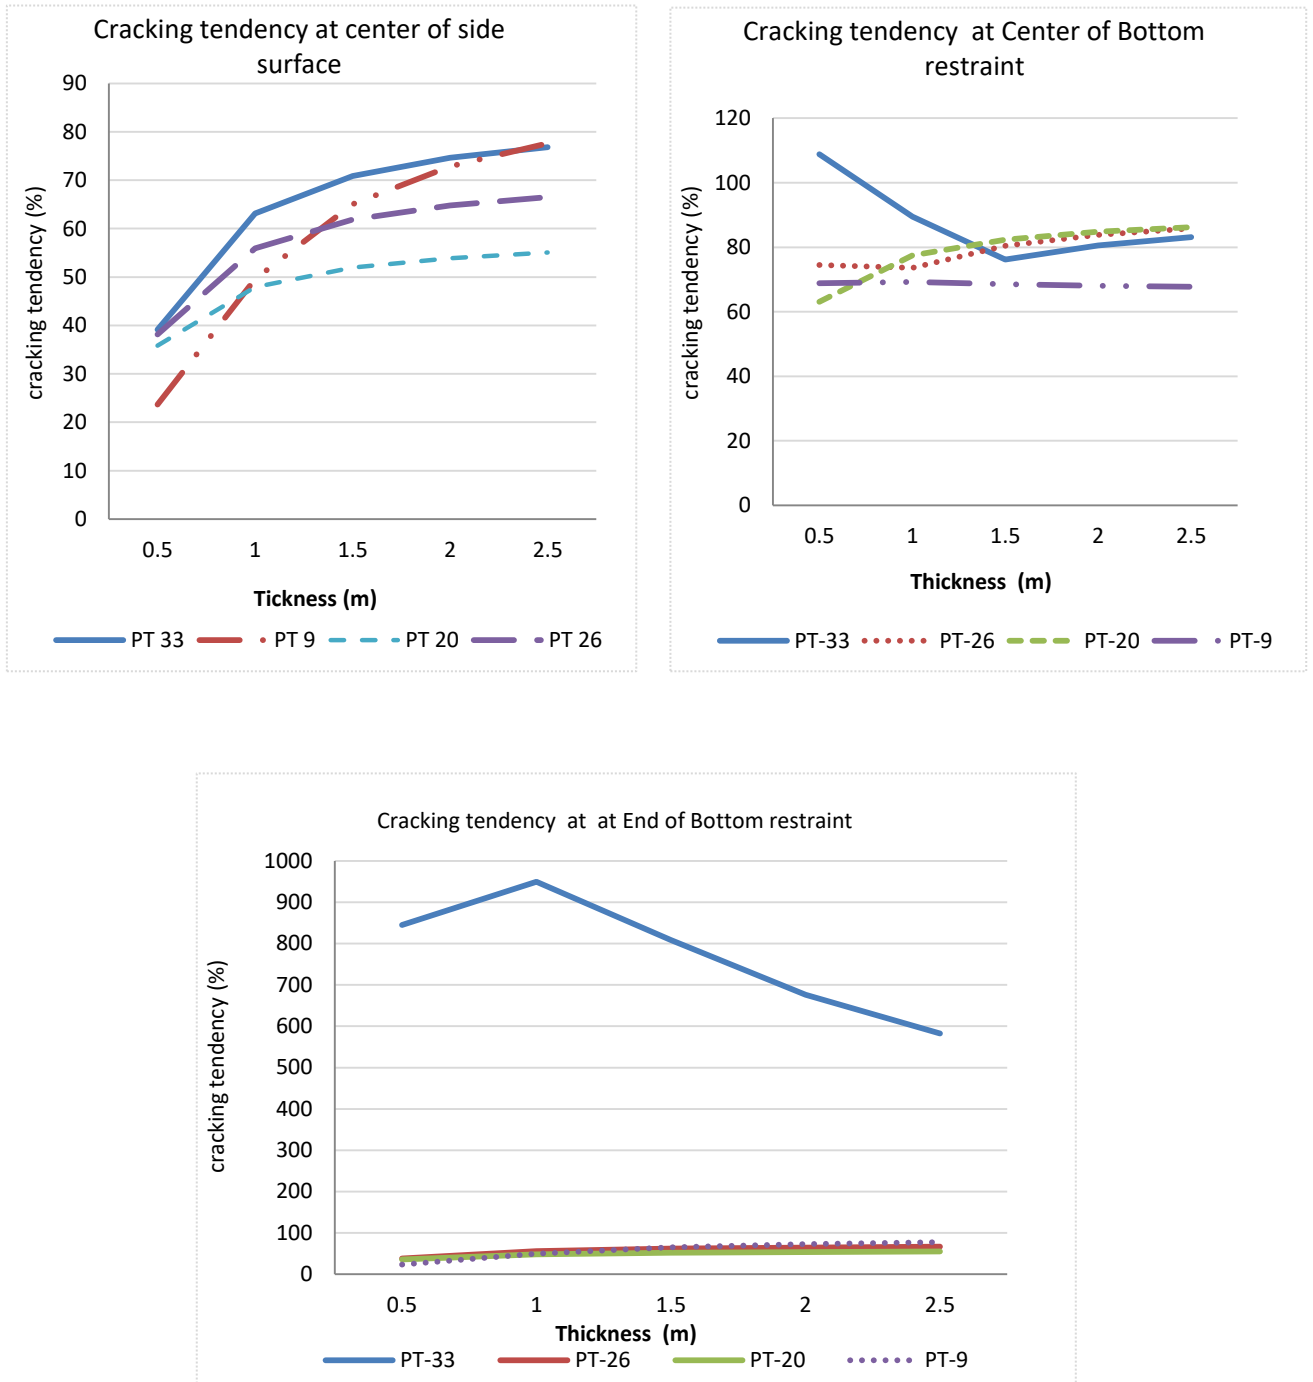 Cracking tendency at center of side
surface
90
80
70
60
50
40
30
20
10
0
cracking tendency (%)
0.5 1 1.5 2 2.5
Tickness (m)
PT 33 PT 9 PT 20 PT 26
Cracking tendency at Center of Bottom
restraint
120
100
80
60
40
20
0
cracking tendency (%)
0.5 1 1.5 2 2.5
Thickness (m)
PT-33 PT-26 PT-20 PT-9
Cracking tendency at at End of Bottom restraint
1000
900
800
700
600
500
400
300
200
100
0
cracking tendency (%)
0.5 1 1.5 2 2.5
Thickness (m)
PT-33 PT-26 PT-20 PT-9